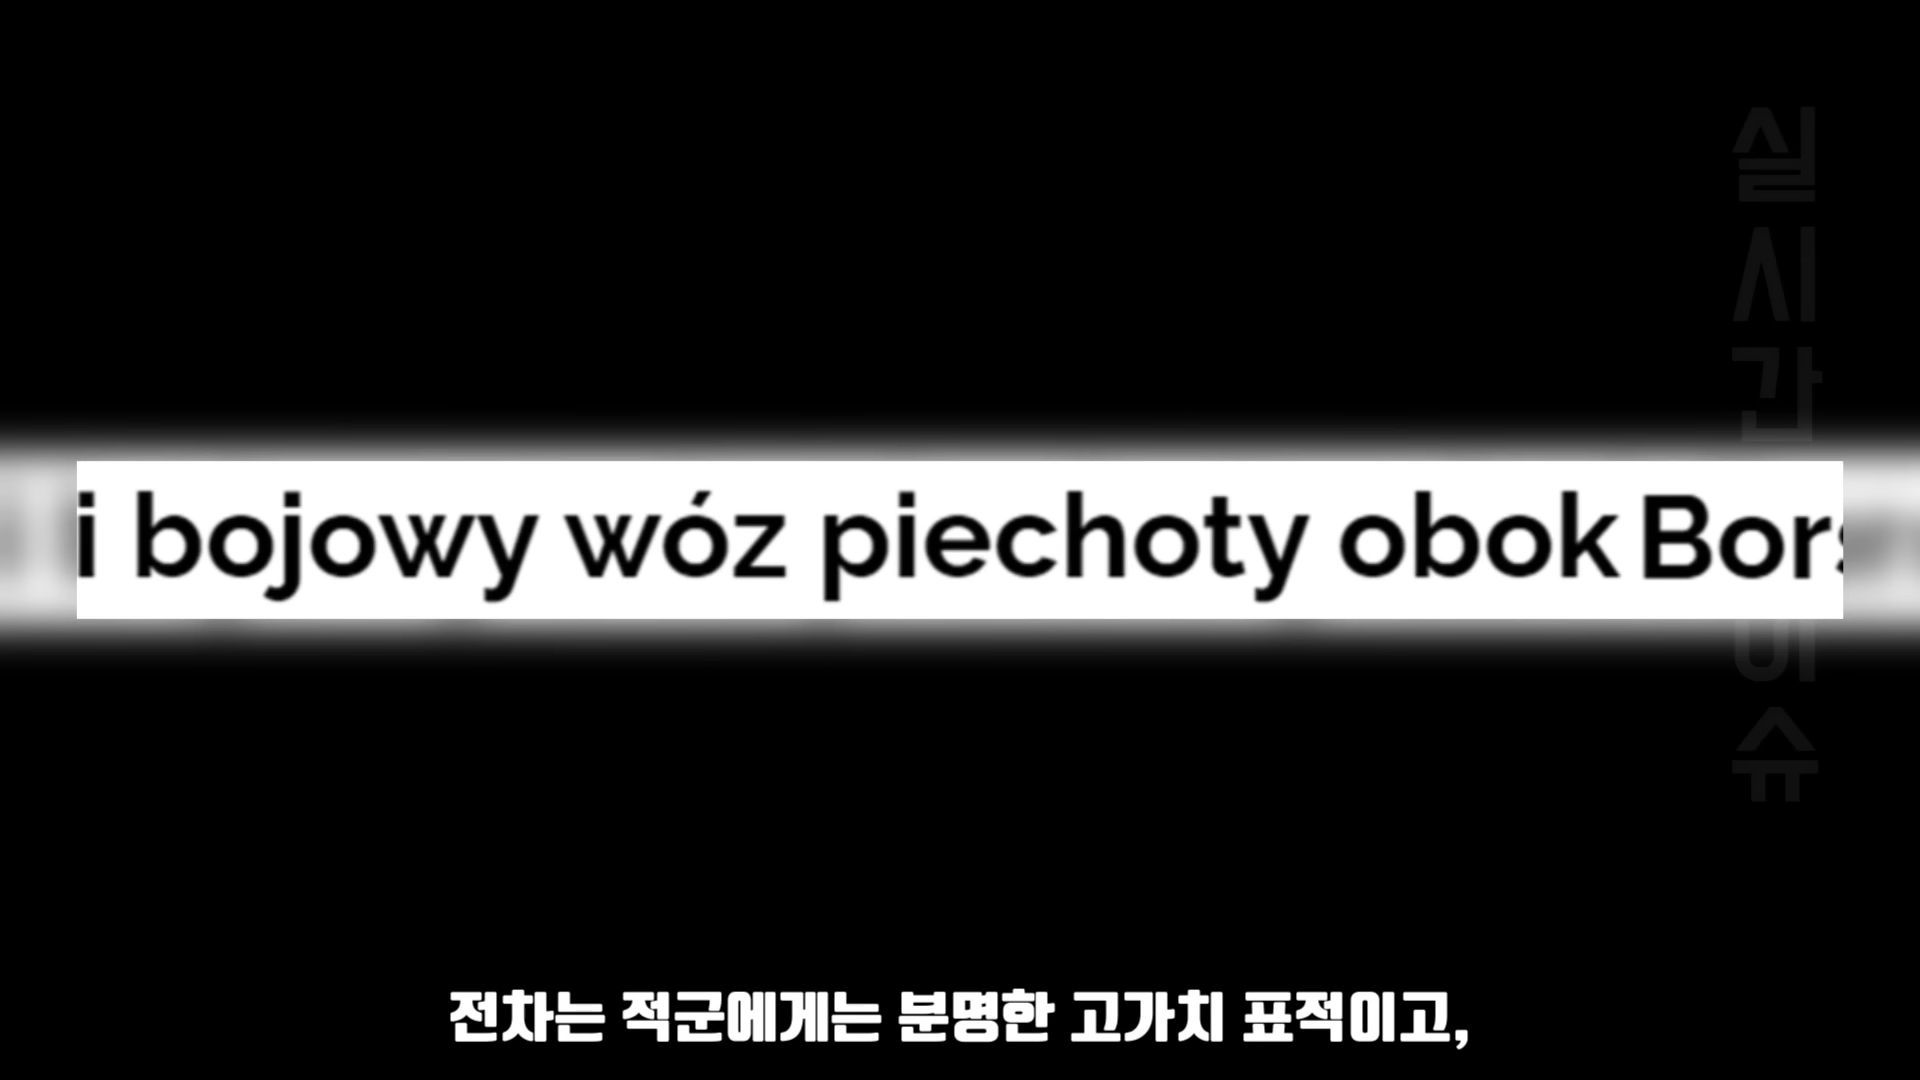 i bojowy wóz piechoty obok Bors
전차는 적군에게는 분명한 고가치 표적이고,
실시간
이슈